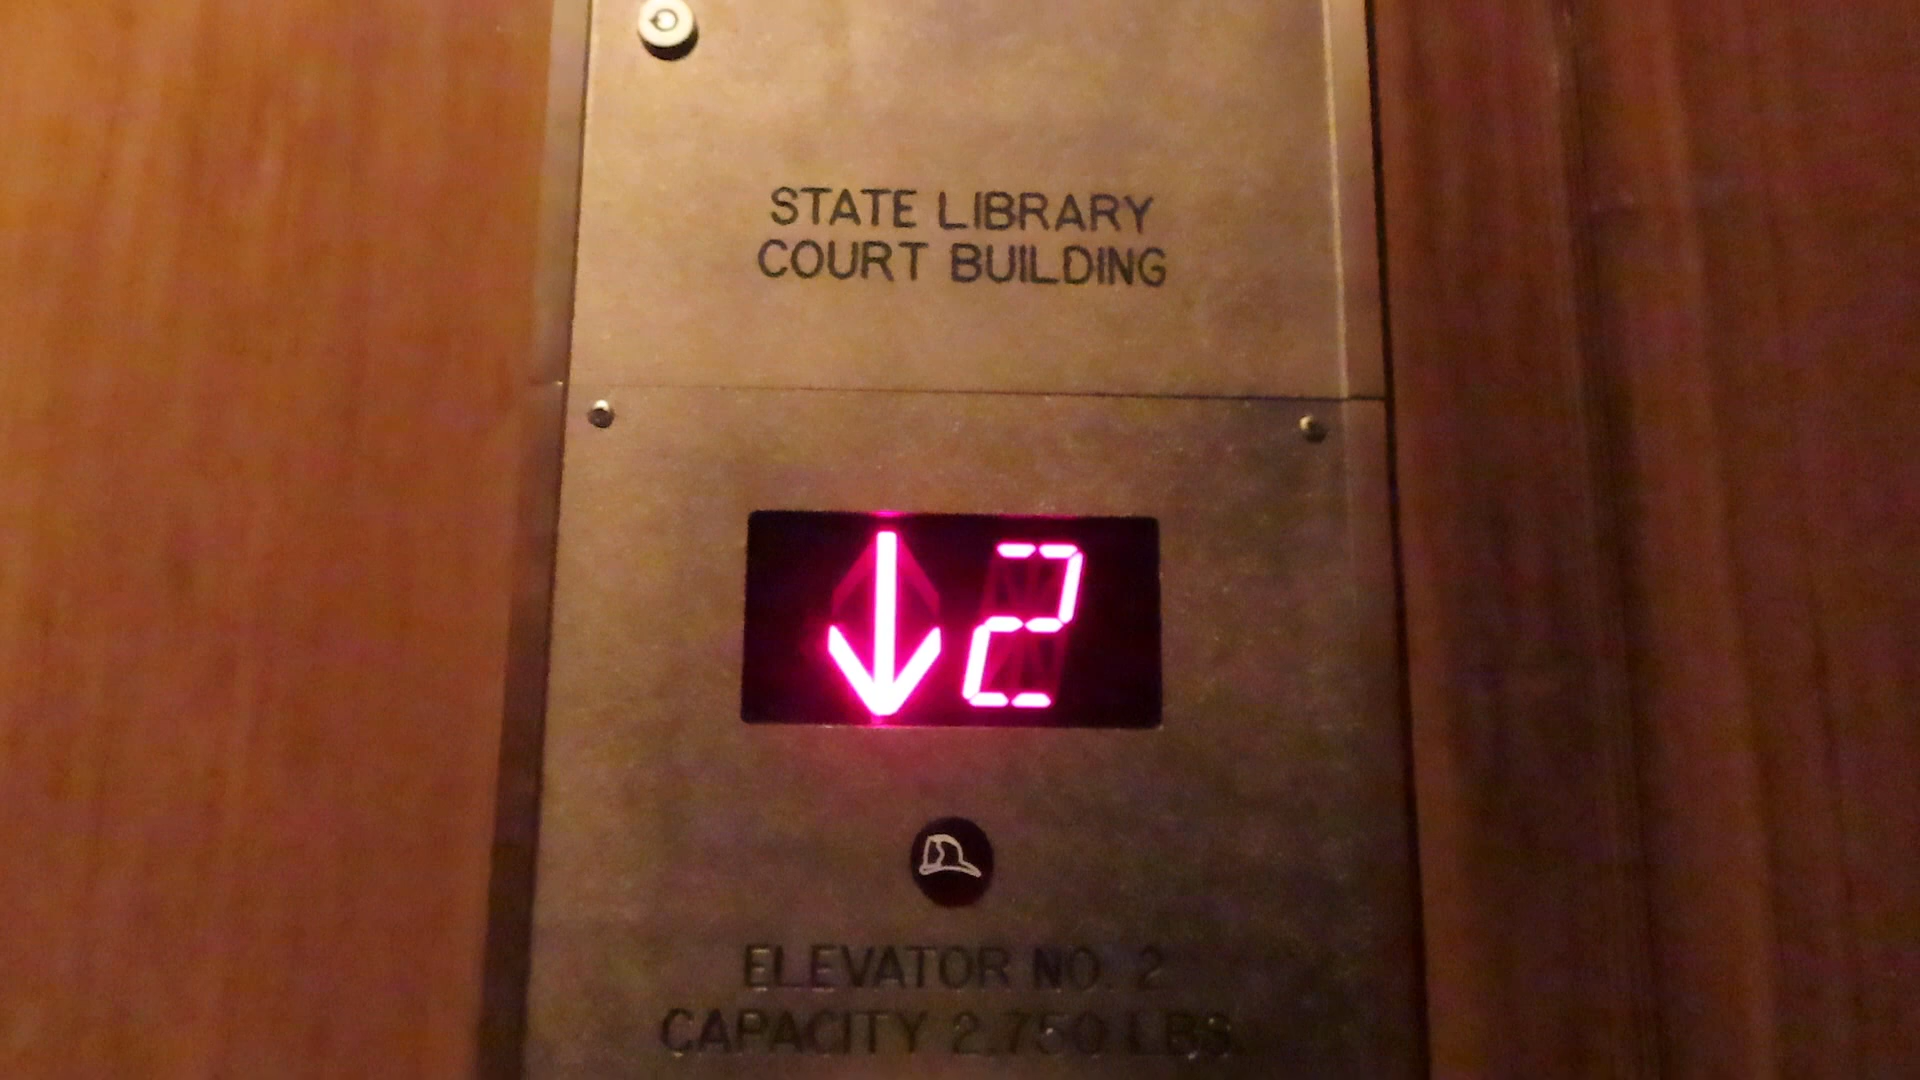 STATE LIBRARY
COURT BUILDING
2
ELEVATOR NO. 2
CAPACITY 2,750 LBS.